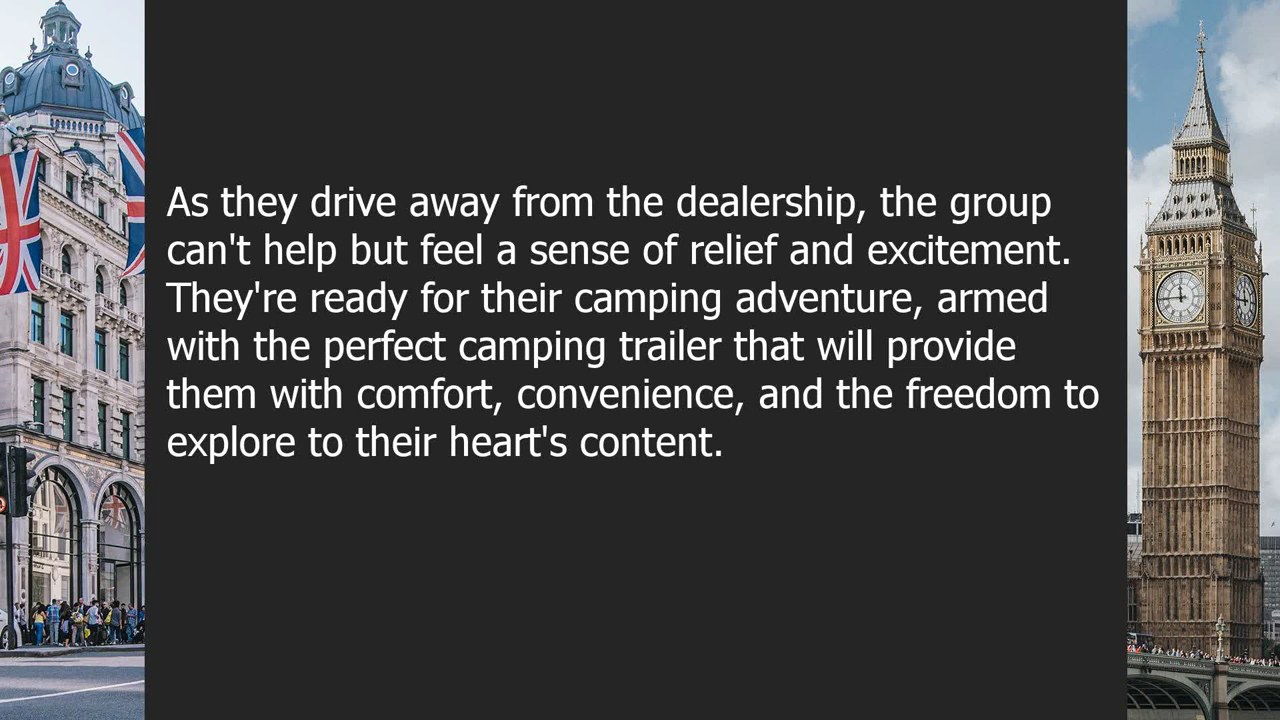 As they drive away from the dealership, the group
can't help but feel a sense of relief and excitement.
They're ready for their camping adventure, armed
with the perfect camping trailer that will provide
them with comfort, convenience, and the freedom to
explore to their heart's content.